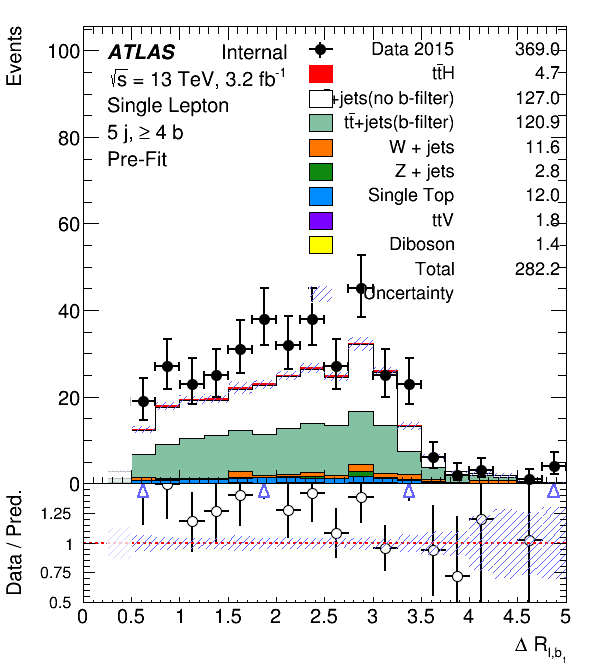 Events
100
80
60
40
20
0
ATLAS Internal
√s = 13 TeV, 3.2 fb⁻¹
Single Lepton
5 j, ≥ 4 b
Pre-Fit
Data 2015 369.0
tt̄H 4.7
+jets(no b-filter) 127.0
tt̄+jets(b-filter) 120.9
W + jets 11.6
Z + jets 2.8
Single Top 12.0
ttV 1.8
Diboson 1.4
Total 282.2
Uncertainty
Data / Pred.
1.25
1
0.75
0.5
0 0.5 1 1.5 2 2.5 3 3.5 4 4.5 5
Δ R_{l,b_1}